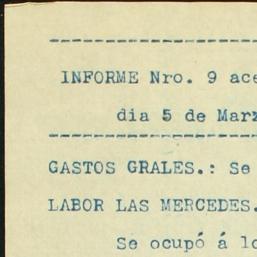 INFORME Nro. 9 ace
dia 5 de Marz
GASTOS GRALES.: Se
LABOR LAS MERCEDES.
Se ocupó á lo